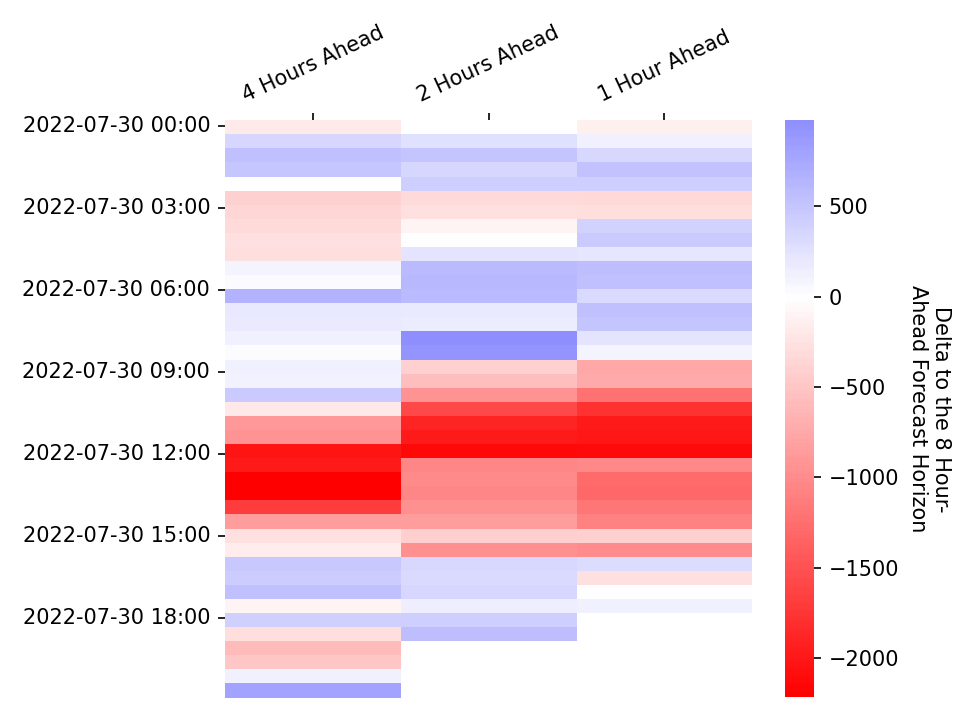 4 Hours Ahead
2 Hours Ahead
1 Hour Ahead
2022-07-30 00:00
2022-07-30 03:00
2022-07-30 06:00
2022-07-30 09:00
2022-07-30 12:00
2022-07-30 15:00
2022-07-30 18:00
500
0
−500
−1000
−1500
−2000
Delta to the 8 Hour-
Ahead Forecast Horizon